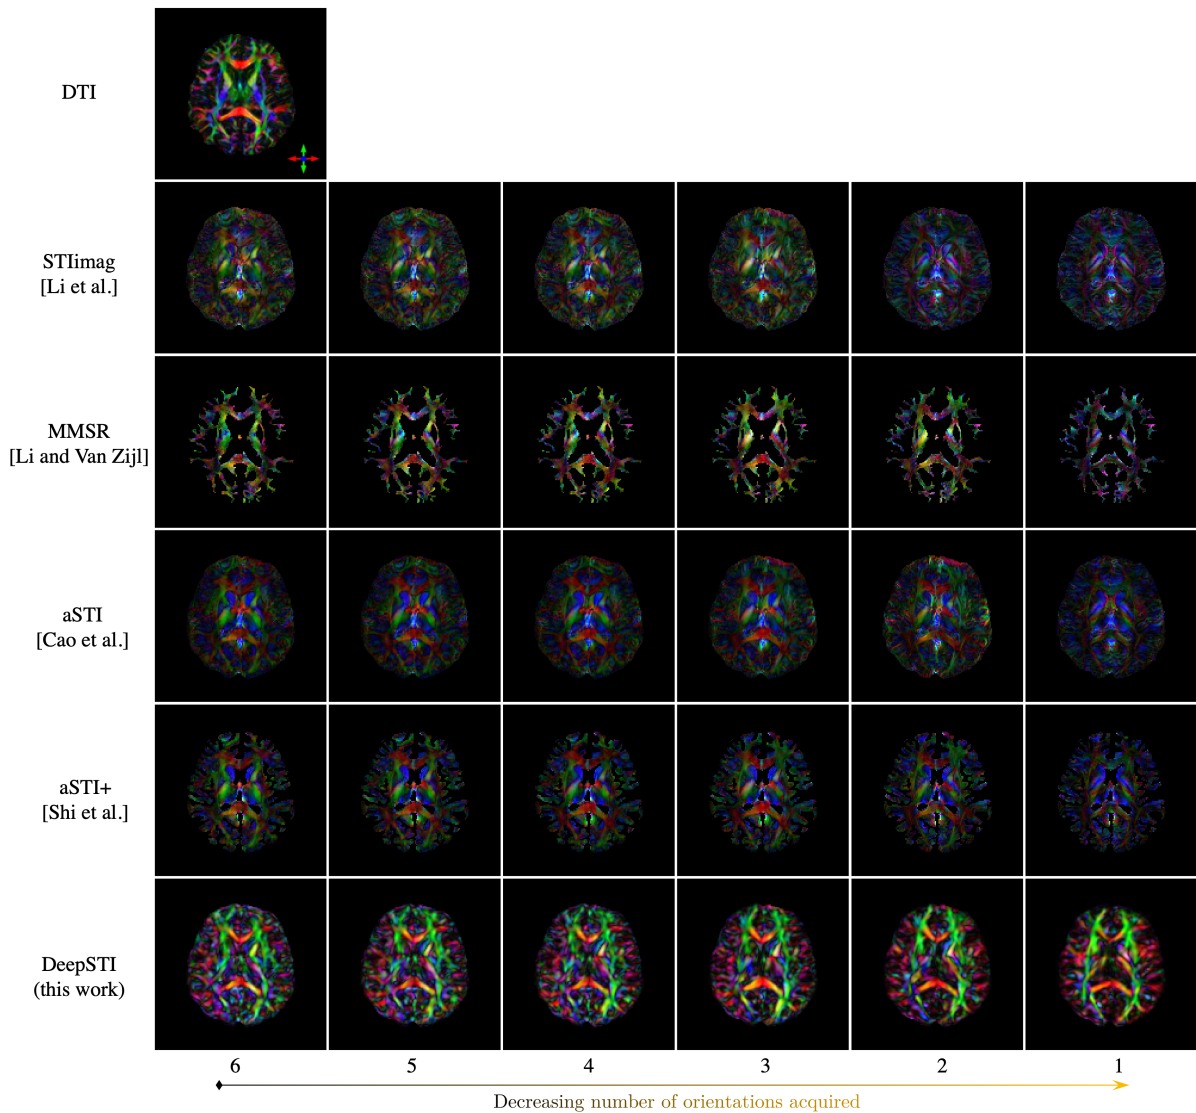 DTI
STIimag
[Li et al.]
MMSR
[Li and Van Zijl]
aSTI
[Cao et al.]
aSTI+
[Shi et al.]
DeepSTI
(this work)
6 5 4 3 2 1
Decreasing number of orientations acquired